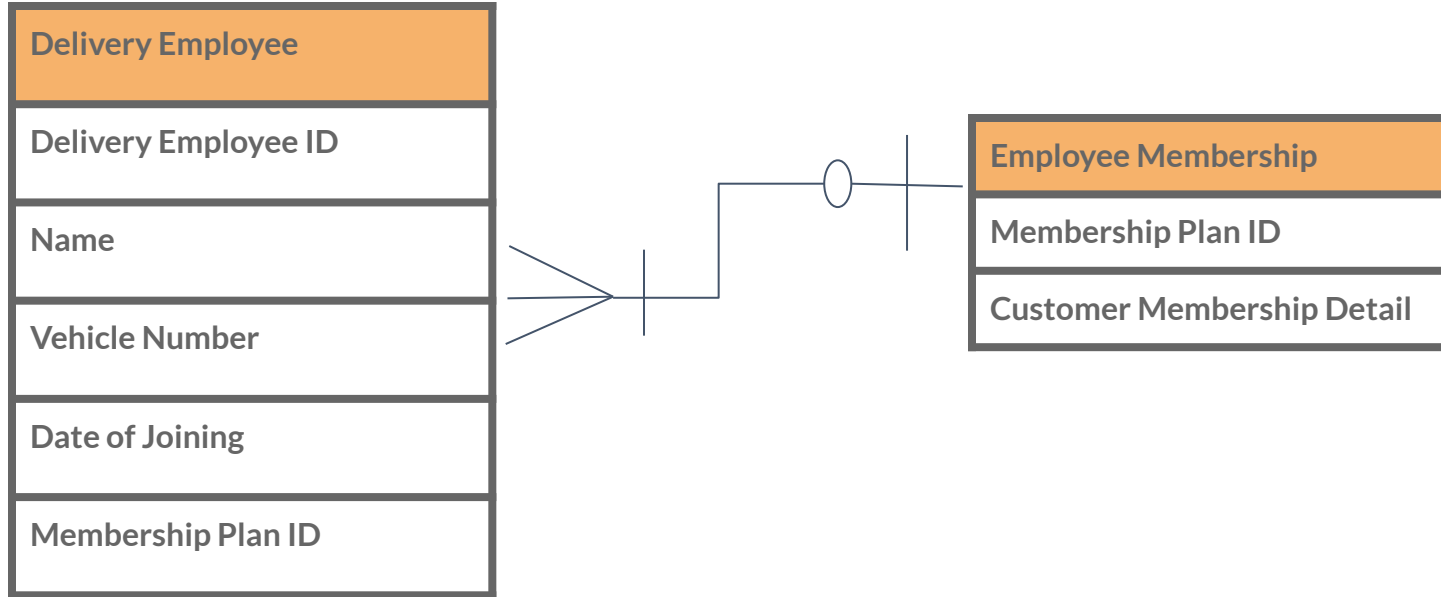 Delivery Employee
Delivery Employee ID
Name
Vehicle Number
Date of Joining
Membership Plan ID
Employee Membership
Membership Plan ID
Customer Membership Detail